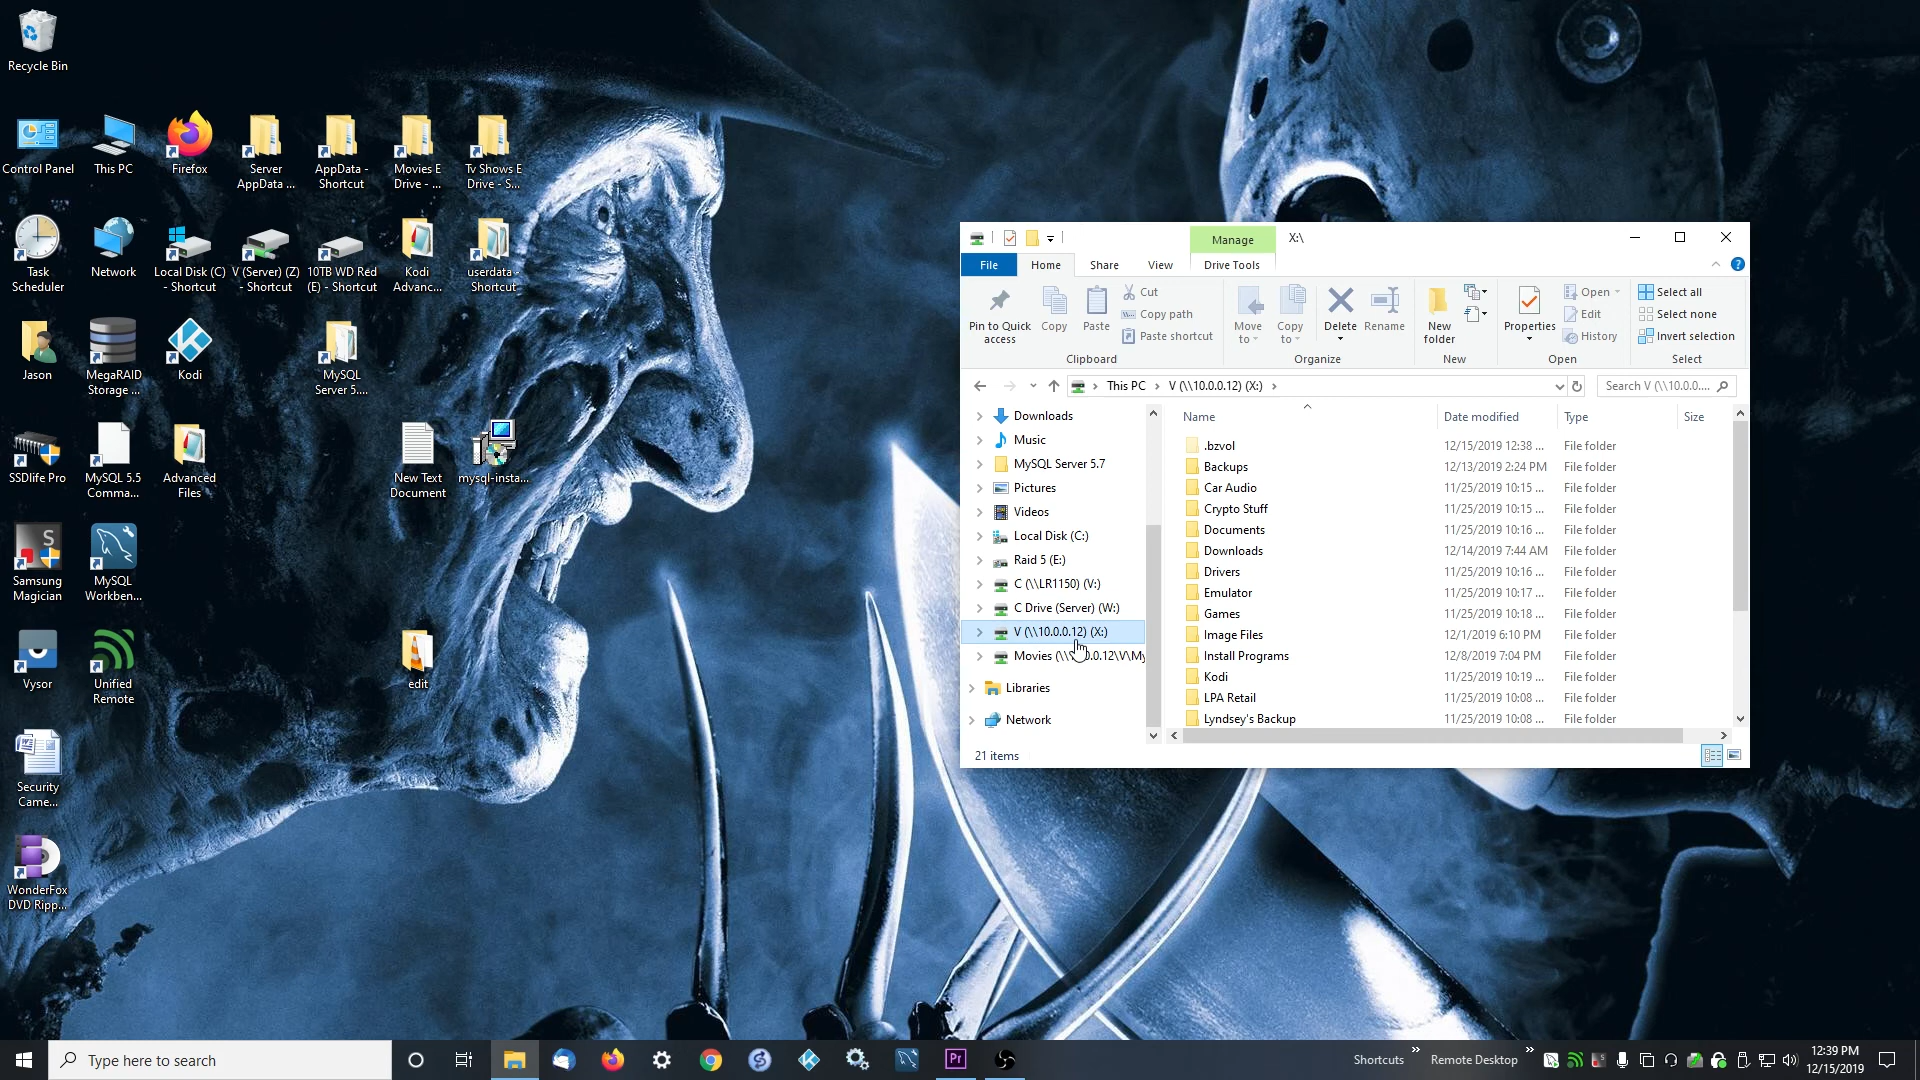 Recycle Bin
Control Panel
This PC
Firefox
Server
AppData ...
AppData -
Shortcut
Movies E
Drive - ...
Tv Shows E
Drive - S...
Task
Scheduler
Network
Local Disk (C)
- Shortcut
V (Server) (Z)
- Shortcut
10TB WD Red
(E) - Shortcut
Kodi
Advanc...
userdata -
Shortcut
Jason
MegaRAID
Storage ...
Kodi
MySQL
Server 5....
SSDlife Pro
MySQL 5.5
Comma...
Advanced
Files
New Text
Document
mysql-insta...
Samsung
Magician
MySQL
Workben...
Vysor
Unified
Remote
edit
Security
Came...
WonderFox
DVD Ripp...
Manage
X:\
File
Home
Share
View
Drive Tools
Pin to Quick
access
Copy
Paste
Cut
Copy path
Paste shortcut
Clipboard
Move
to
Copy
to
Delete
Rename
Organize
New
folder
New
Properties
Open
Edit
History
Open
Select all
Select none
Invert selection
Select
This PC
V (\\10.0.0.12) (X:)
Search V (\\10.0.0....
Downloads
Music
MySQL Server 5.7
Pictures
Videos
Local Disk (C:)
Raid 5 (E:)
C (\\LR1150) (V:)
C Drive (Server) (W:)
V (\\10.0.0.12) (X:)
Movies
Libraries
Network
Name Date modified Type Size
.bzvol 12/15/2019 12:38 ... File folder
Backups 12/13/2019 2:24 PM File folder
Car Audio 11/25/2019 10:15 ... File folder
Crypto Stuff 11/25/2019 10:15 ... File folder
Documents 11/25/2019 10:16 ... File folder
Downloads 12/14/2019 7:44 AM File folder
Drivers 11/25/2019 10:16 ... File folder
Emulator 11/25/2019 10:17 ... File folder
Games 11/25/2019 10:18 ... File folder
Image Files 12/1/2019 6:10 PM File folder
Install Programs 12/8/2019 7:04 PM File folder
Kodi 11/25/2019 10:19 ... File folder
LPA Retail 11/25/2019 10:08 ... File folder
Lyndsey's Backup 11/25/2019 10:08 ... File folder
21 items
Type here to search
Pr
Shortcuts
Remote Desktop
12:39 PM
12/15/2019